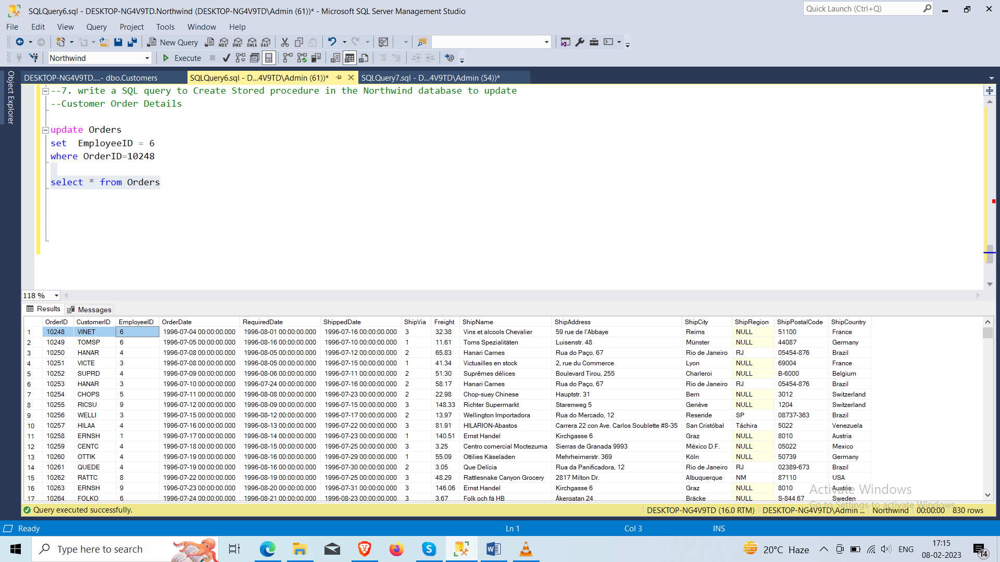 SQLQuery6.sql - DESKTOP-NG4V9TD.Northwind (DESKTOP-NG4V9TD\Admin (61))* - Microsoft SQL Server Management Studio
Quick Launch (Ctrl+Q)
File Edit View Query Project Tools Window Help
New Query MDX DMX XMLA DAX
Northwind Execute
Object Explorer
DESKTOP-NG4V9TD....- dbo.Customers SQLQuery6.sql - D...4V9TD\Admin (61))* SQLQuery7.sql - D...4V9TD\Admin (54))*
--7. write a SQL query to Create Stored procedure in the Northwind database to update
--Customer Order Details
update Orders
set EmployeeID = 6
where OrderID=10248
select * from Orders
118 %
Results Messages
OrderID CustomerID EmployeeID OrderDate RequiredDate ShippedDate ShipVia Freight ShipName ShipAddress ShipCity ShipRegion ShipPostalCode ShipCountry
1 10248 VINET 6 1996-07-04 00:00:00.000 1996-08-01 00:00:00.000 1996-07-16 00:00:00.000 3 32.38 Vins et alcools Chevalier 59 rue de l'Abbaye Reims NULL 51100 France
2 10249 TOMSP 6 1996-07-05 00:00:00.000 1996-08-16 00:00:00.000 1996-07-10 00:00:00.000 1 11.61 Toms Spezialitäten Luisenstr. 48 Münster NULL 44087 Germany
3 10250 HANAR 4 1996-07-08 00:00:00.000 1996-08-05 00:00:00.000 1996-07-12 00:00:00.000 2 65.83 Hanari Carnes Rua do Paço, 67 Rio de Janeiro RJ 05454-876 Brazil
4 10251 VICTE 3 1996-07-08 00:00:00.000 1996-08-05 00:00:00.000 1996-07-15 00:00:00.000 1 41.34 Victuailles en stock 2, rue du Commerce Lyon NULL 69004 France
5 10252 SUPRD 4 1996-07-09 00:00:00.000 1996-08-06 00:00:00.000 1996-07-11 00:00:00.000 2 51.30 Suprêmes délices Boulevard Tirou, 255 Charleroi NULL B-6000 Belgium
6 10253 HANAR 3 1996-07-10 00:00:00.000 1996-07-24 00:00:00.000 1996-07-16 00:00:00.000 2 58.17 Hanari Carnes Rua do Paço, 67 Rio de Janeiro RJ 05454-876 Brazil
7 10254 CHOPS 5 1996-07-11 00:00:00.000 1996-08-08 00:00:00.000 1996-07-23 00:00:00.000 2 22.98 Chop-suey Chinese Hauptstr. 31 Bern NULL 3012 Switzerland
8 10255 RICSU 9 1996-07-12 00:00:00.000 1996-08-09 00:00:00.000 1996-07-15 00:00:00.000 3 148.33 Richter Supermarkt Starenweg 5 Genève NULL 1204 Switzerland
9 10256 WELLI 3 1996-07-15 00:00:00.000 1996-08-12 00:00:00.000 1996-07-17 00:00:00.000 2 13.97 Wellington Importadora Rua do Mercado, 12 Resende SP 08737-363 Brazil
10 10257 HILAA 4 1996-07-16 00:00:00.000 1996-08-13 00:00:00.000 1996-07-22 00:00:00.000 3 81.91 HILARION-Abastos Carrera 22 con Ave. Carlos Soublette #8-35 San Cristóbal Táchira 5022 Venezuela
11 10258 ERNSH 1 1996-07-17 00:00:00.000 1996-08-14 00:00:00.000 1996-07-23 00:00:00.000 1 140.51 Ernst Handel Kirchgasse 6 Graz NULL 8010 Austria
12 10259 CENTC 4 1996-07-18 00:00:00.000 1996-08-15 00:00:00.000 1996-07-25 00:00:00.000 3 3.25 Centro comercial Moctezuma Sierras de Granada 9993 México D.F. NULL 05022 Mexico
13 10260 OTTIK 4 1996-07-19 00:00:00.000 1996-08-16 00:00:00.000 1996-07-29 00:00:00.000 1 55.09 Ottilies Käseladen Mehrheimerstr. 369 Köln NULL 50739 Germany
14 10261 QUEDE 4 1996-07-19 00:00:00.000 1996-08-16 00:00:00.000 1996-07-30 00:00:00.000 2 3.05 Que Delícia Rua da Panificadora, 12 Rio de Janeiro RJ 02389-673 Brazil
15 10262 RATTC 8 1996-07-22 00:00:00.000 1996-08-19 00:00:00.000 1996-07-25 00:00:00.000 3 48.29 Rattlesnake Canyon Grocery 2817 Milton Dr. Albuquerque NM 87110 USA
16 10263 ERNSH 9 1996-07-23 00:00:00.000 1996-08-20 00:00:00.000 1996-07-31 00:00:00.000 3 146.06 Ernst Handel Kirchgasse 6 Graz NULL 8010 Austria
17 10264 FOLKO 6 1996-07-24 00:00:00.000 1996-08-21 00:00:00.000 1996-08-23 00:00:00.000 3 3.67 Folk och fä HB Åkergatan 24 Bräcke NULL S-844 67 Sweden
Activate Windows
Go to Settings to activate Windows.
Query executed successfully. DESKTOP-NG4V9TD (16.0 RTM) DESKTOP-NG4V9TD\Admin ... Northwind 00:00:00 830 rows
Ready Ln 1 Col 3 INS
Type here to search 20°C Haze ENG 17:15
08-02-2023 14